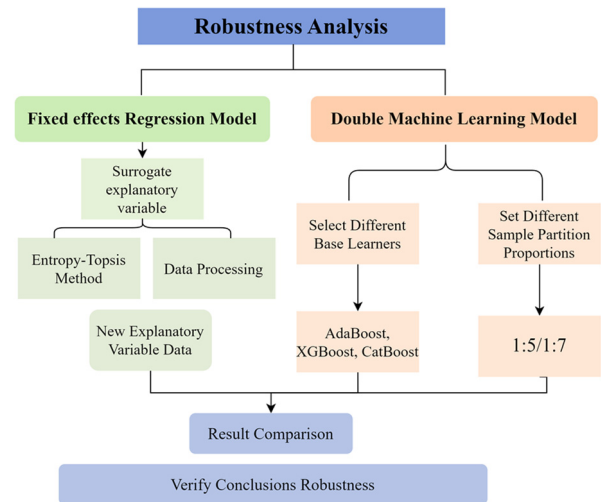 Robustness Analysis
Fixed effects Regression Model
Double Machine Learning Model
Surrogate
explanatory
variable
Select Different
Base Learners
Set Different
Sample Partition
Proportions
Entropy-Topsis
Method
Data Processing
New Explanatory
Variable Data
AdaBoost,
XGBoost, CatBoost
1:5/1:7
Result Comparison
Verify Conclusions Robustness